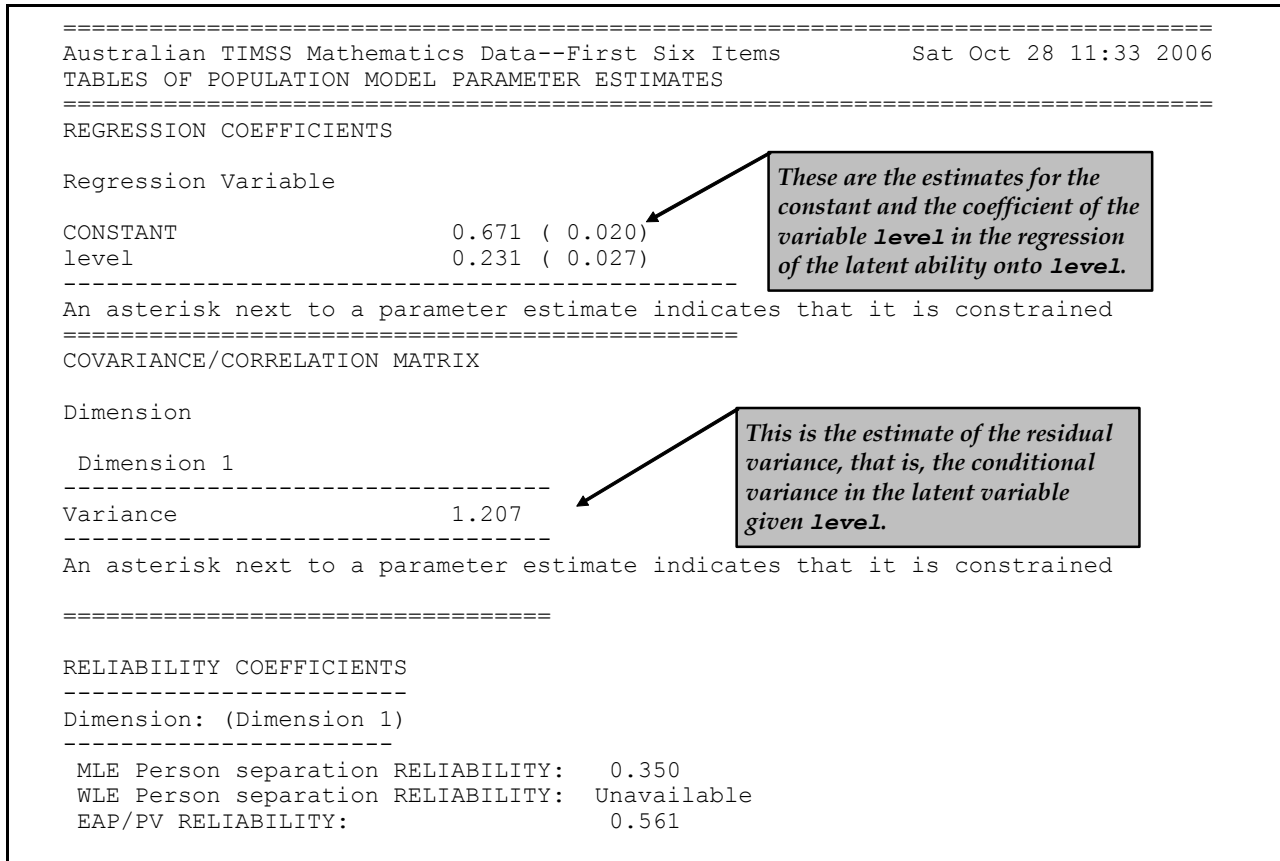 ================================================================================
Australian TIMSS Mathematics Data--First Six Items Sat Oct 28 11:33 2006
TABLES OF POPULATION MODEL PARAMETER ESTIMATES
================================================================================
REGRESSION COEFFICIENTS
Regression Variable
CONSTANT 0.671 ( 0.020)
level 0.231 ( 0.027)
-----------------------------------------------
An asterisk next to a parameter estimate indicates that it is constrained
===============================================
These are the estimates for the
constant and the coefficient of the
variable level in the regression
of the latent ability onto level.
COVARIANCE/CORRELATION MATRIX
Dimension
Dimension 1
----------------------------------
Variance 1.207
----------------------------------
An asterisk next to a parameter estimate indicates that it is constrained
==================================
This is the estimate of the residual
variance, that is, the conditional
variance in the latent variable
given level.
RELIABILITY COEFFICIENTS
------------------------
Dimension: (Dimension 1)
-----------------------
MLE Person separation RELIABILITY: 0.350
WLE Person separation RELIABILITY: Unavailable
EAP/PV RELIABILITY: 0.561